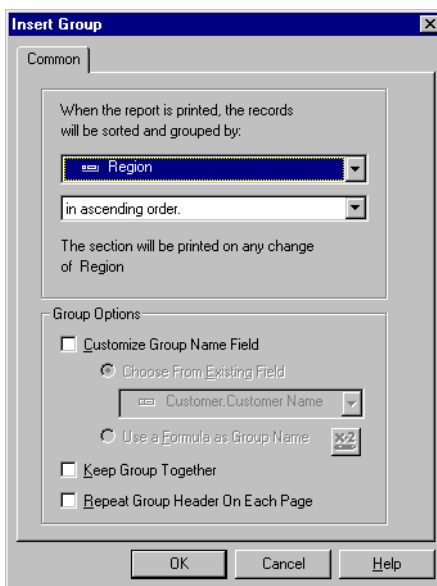 Insert Group
Common
When the report is printed, the records
will be sorted and grouped by:
Region
in ascending order.
The section will be printed on any change
of Region
Group Options
Customize Group Name Field
Choose From Existing Field
Customer.Customer Name
Use a Formula as Group Name
X·2
Keep Group Together
Repeat Group Header On Each Page
OK Cancel Help